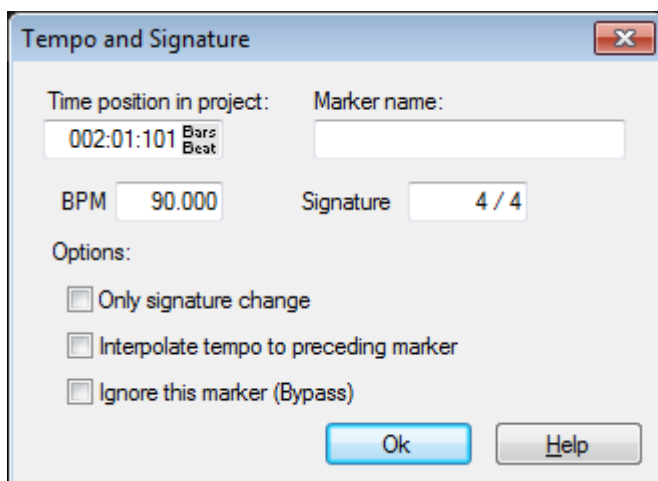 Tempo and Signature
Time position in project: Marker name:
002:01:101 Bars Beat
BPM 90.000 Signature 4 / 4
Options:
Only signature change
Interpolate tempo to preceding marker
Ignore this marker (Bypass)
Ok Help